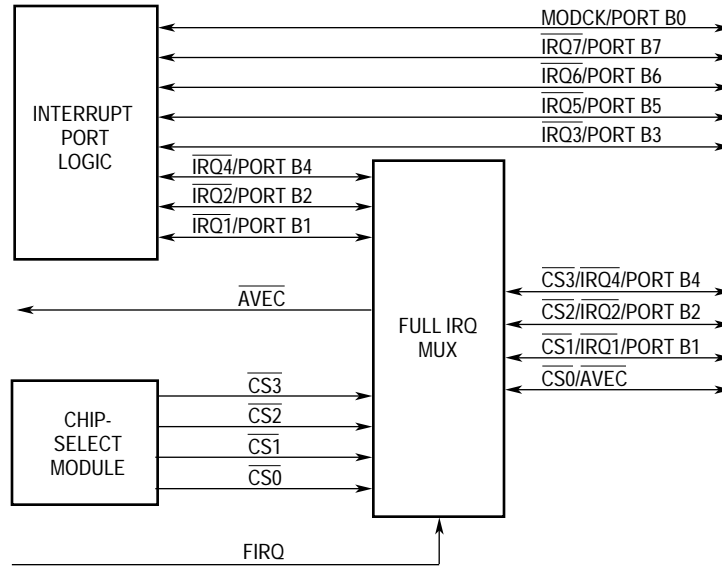 MODCK/PORT B0
IRQ7/PORT B7
IRQ6/PORT B6
IRQ5/PORT B5
IRQ3/PORT B3
INTERRUPT
PORT
LOGIC
IRQ4/PORT B4
IRQ2/PORT B2
IRQ1/PORT B1
AVEC
FULL IRQ
MUX
CS3/IRQ4/PORT B4
CS2/IRQ2/PORT B2
CS1/IRQ1/PORT B1
CS0/AVEC
CHIP-
SELECT
MODULE
CS3
CS2
CS1
CS0
FIRQ